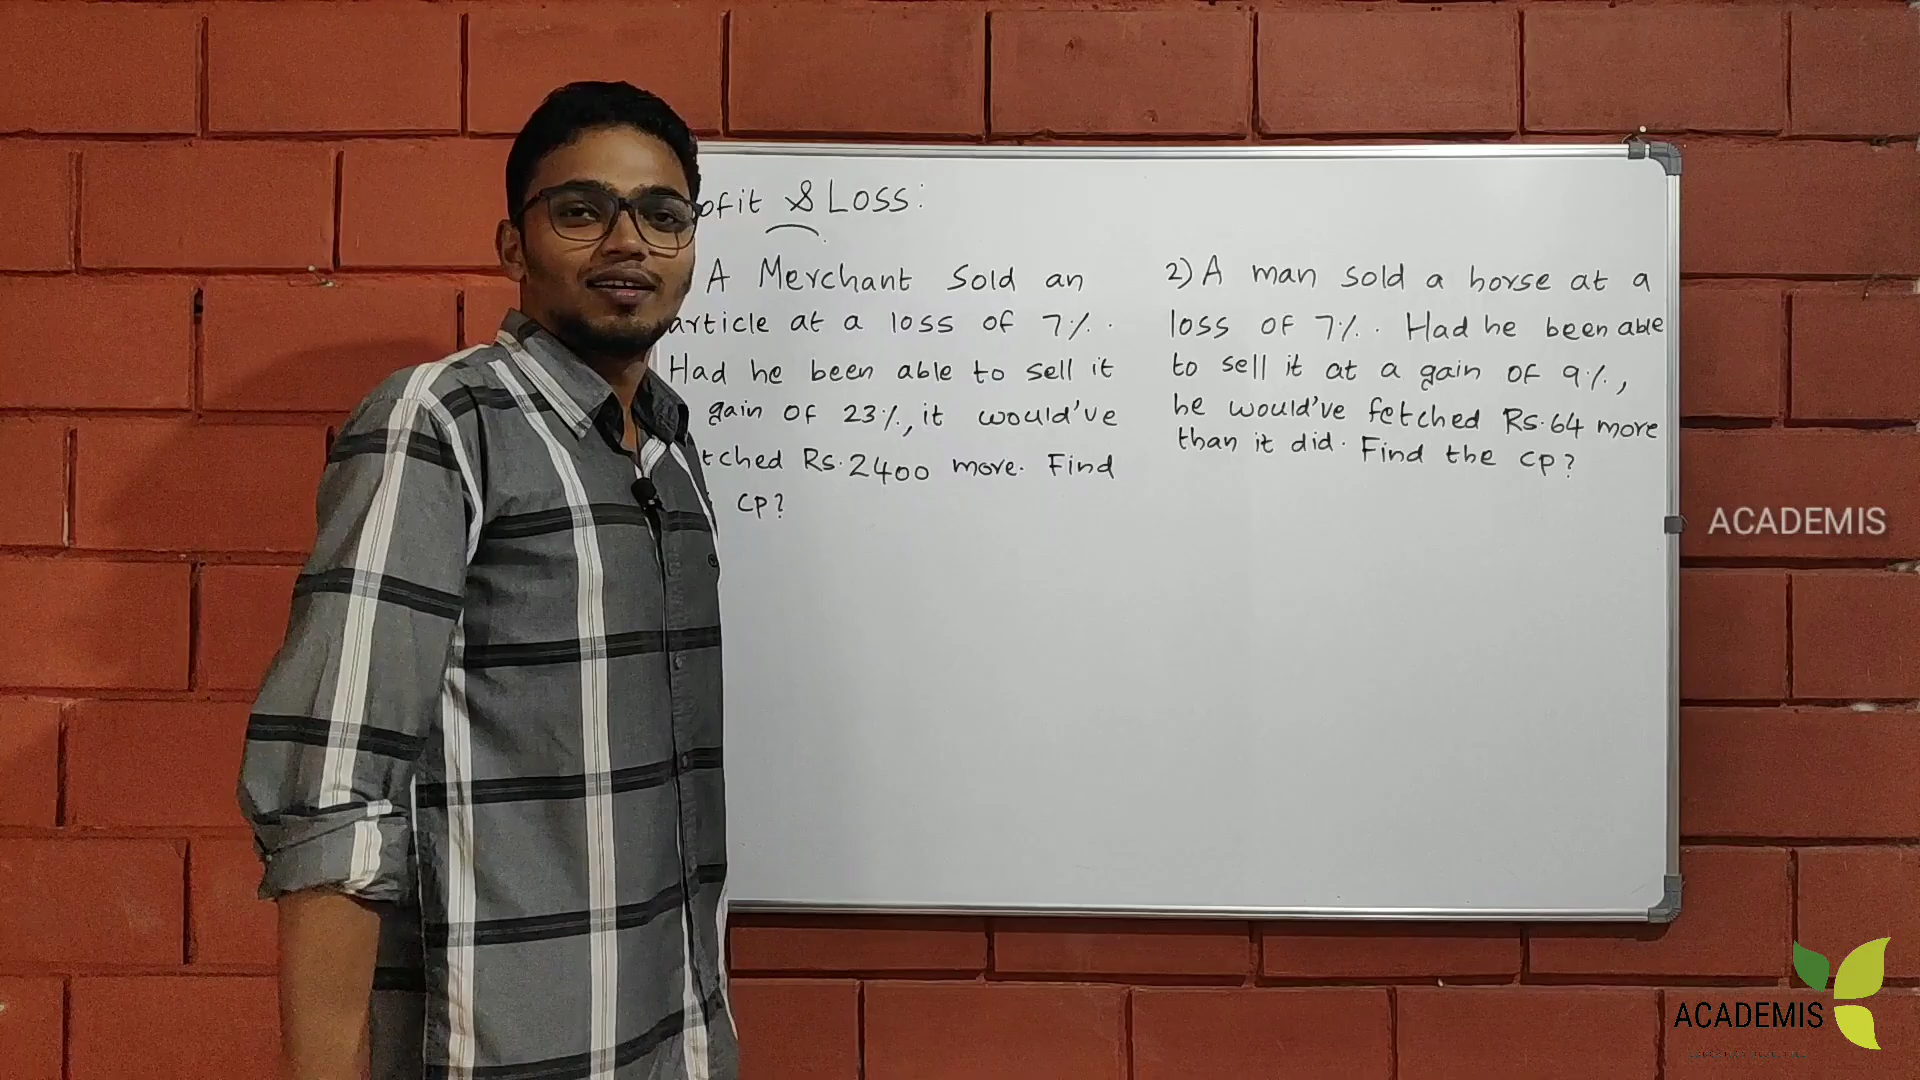 ofit & Loss:
A Merchant Sold an
article at a loss of 7%.
Had he been able to sell it
gain of 23%, it would've
tched Rs.2400 more. Find
CP?
2) A man sold a horse at a
loss of 7%. Had he been able
to sell it at a gain of 9%,
he would've fetched Rs.64 more
than it did. Find the CP?
ACADEMIS
ACADEMIS